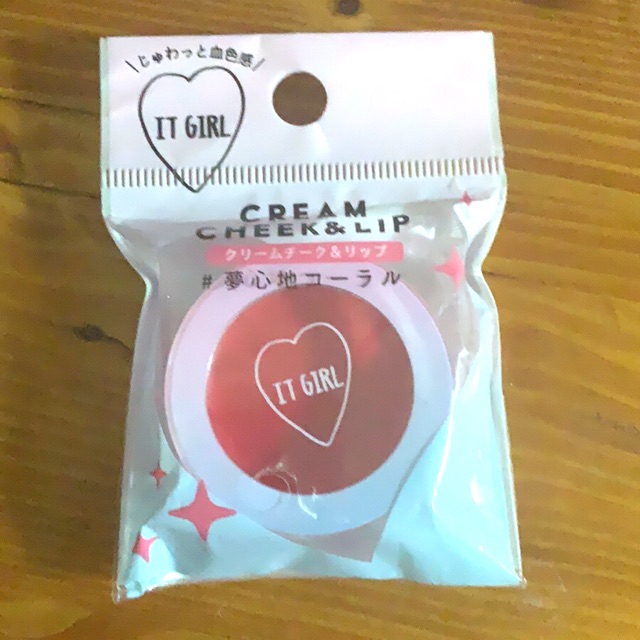 \じゅわっと血色感/
IT GIRL
CREAM
CHEEK&LIP
クリームチーク&リップ
#夢心地コーラル
IT GIRL